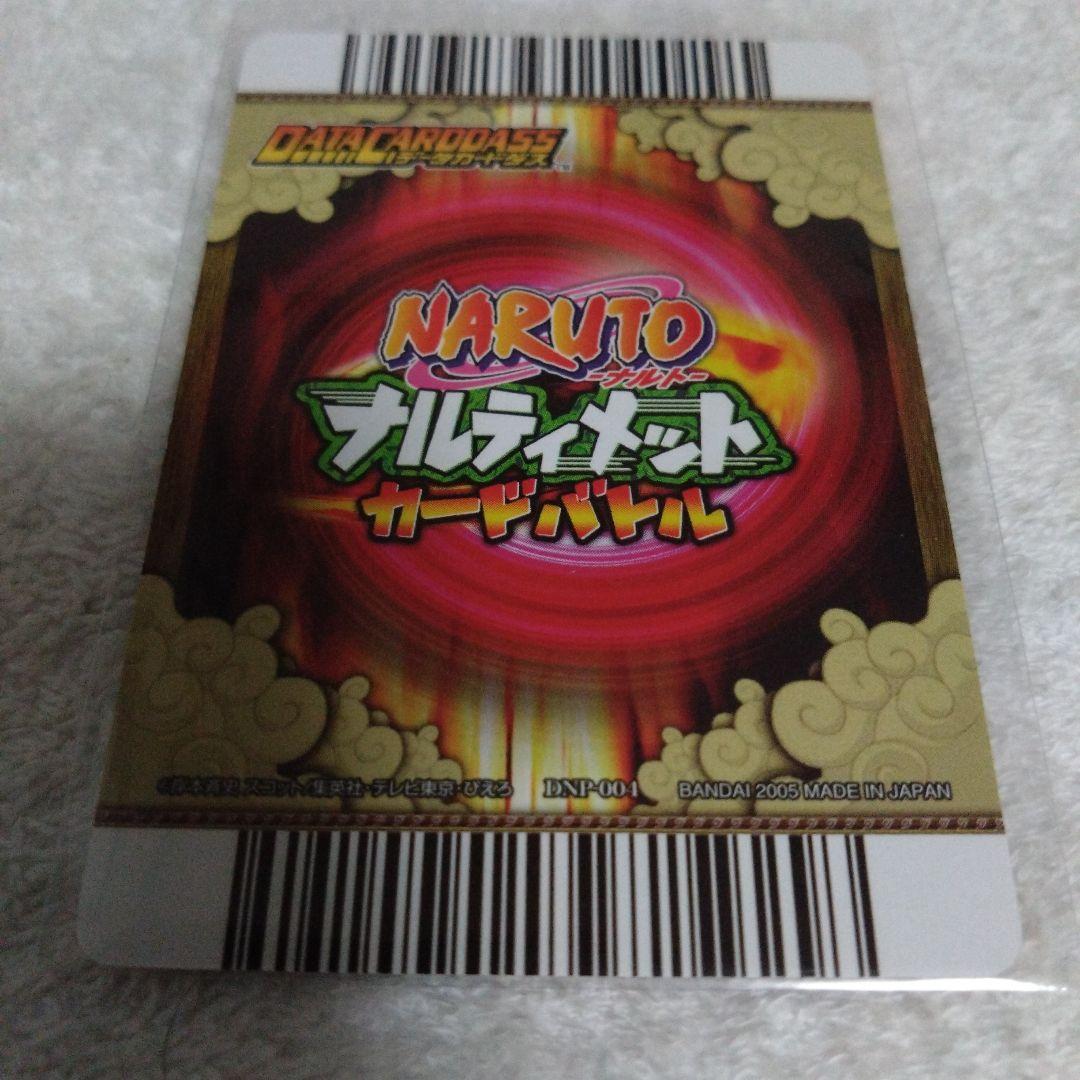 DATA CARDDASS
データカードダス
TM
NARUTO
-ナルト-
ナルティメット
カードバトル
©岸本斉史 スコット/集英社・テレビ東京・ぴえろ DNP-004 BANDAI 2005 MADE IN JAPAN